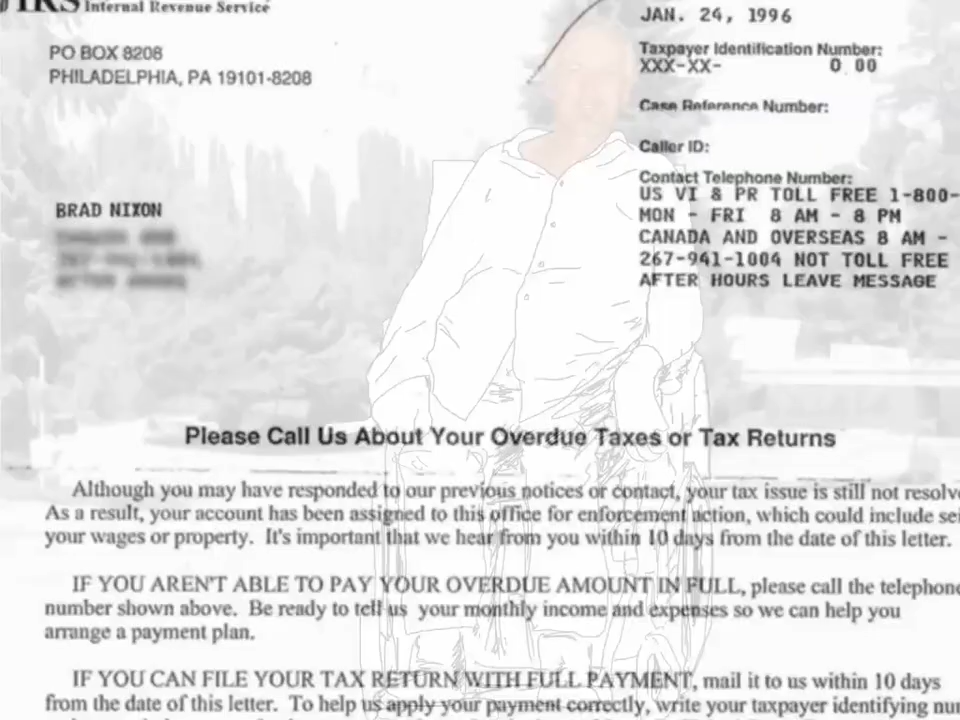 IRS Internal Revenue Service
PO BOX 8208
PHILADELPHIA, PA 19101-8208
JAN. 24, 1996
Taxpayer Identification Number:
XXX-XX- 0 00
Case Reference Number:
Caller ID:
Contact Telephone Number:
US VI & PR TOLL FREE 1-800-
MON - FRI 8 AM - 8 PM
CANADA AND OVERSEAS 8 AM -
267-941-1004 NOT TOLL FREE
AFTER HOURS LEAVE MESSAGE
BRAD NIXON
Please Call Us About Your Overdue Taxes or Tax Returns
Although you may have responded to our previous notices or contact, your tax issue is still not resolve
As a result, your account has been assigned to this office for enforcement action, which could include sei
your wages or property. It's important that we hear from you within 10 days from the date of this letter.
IF YOU AREN'T ABLE TO PAY YOUR OVERDUE AMOUNT IN FULL, please call the telephone
number shown above. Be ready to tell us your monthly income and expenses so we can help you
arrange a payment plan.
IF YOU CAN FILE YOUR TAX RETURN WITH FULL PAYMENT, mail it to us within 10 days
from the date of this letter. To help us apply your payment correctly, write your taxpayer identifying num